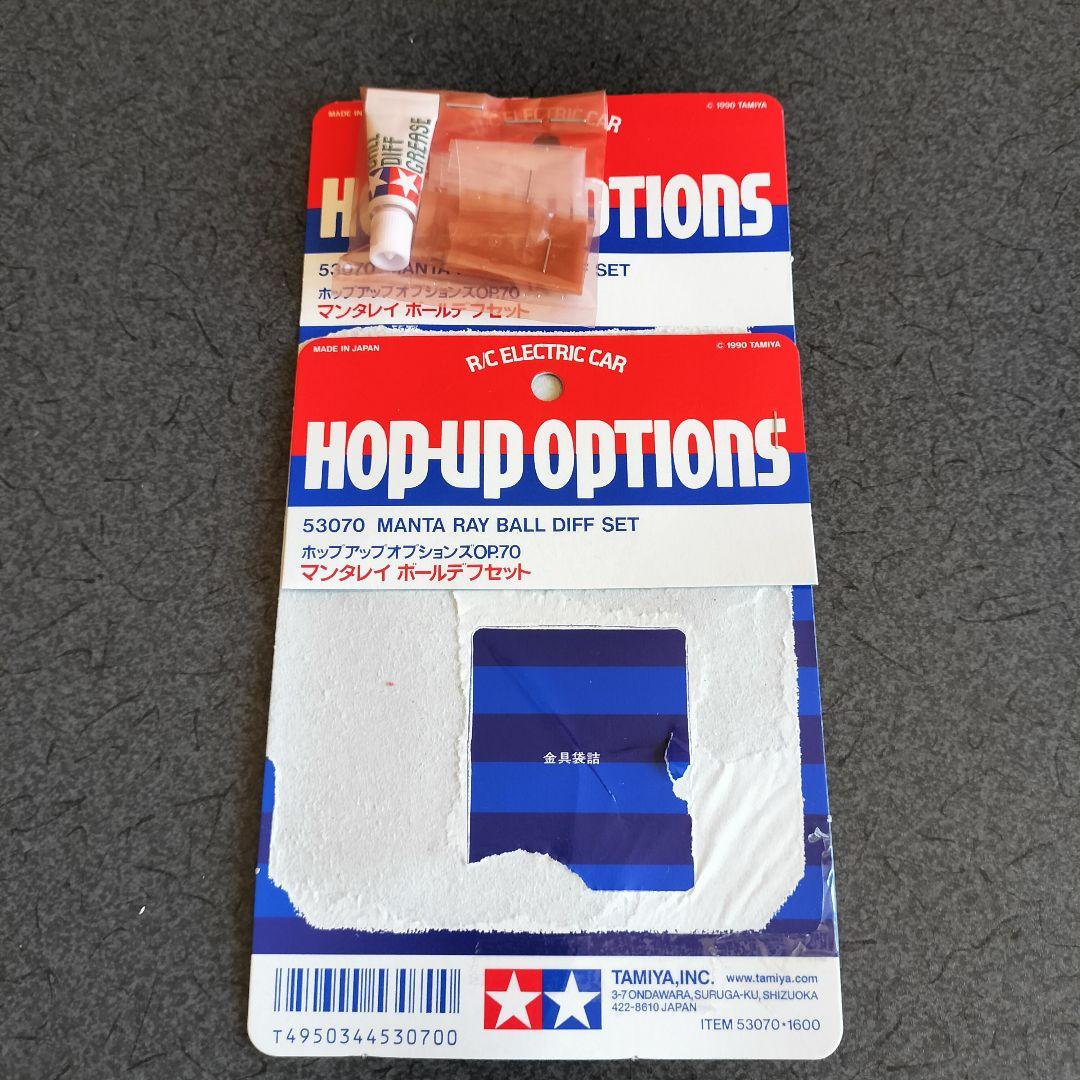 MADE IN
© 1990 TAMIYA
R/C ELECTRIC CAR
BALL
DIFF
GREASE
OPTIONS
53070 MANTA
SET
ホップアップオプションズOP.70
マンタレイ ボールデフセット
MADE IN JAPAN
© 1990 TAMIYA
R/C ELECTRIC CAR
HOP-UP OPTIONS
53070 MANTA RAY BALL DIFF SET
ホップアップオプションズOP.70
マンタレイ ボールデフセット
金具袋詰
TAMIYA,INC. www.tamiya.com
3-7 ONDAWARA, SURUGA-KU, SHIZUOKA
422-8610 JAPAN
T4950344530700
ITEM 53070•1600